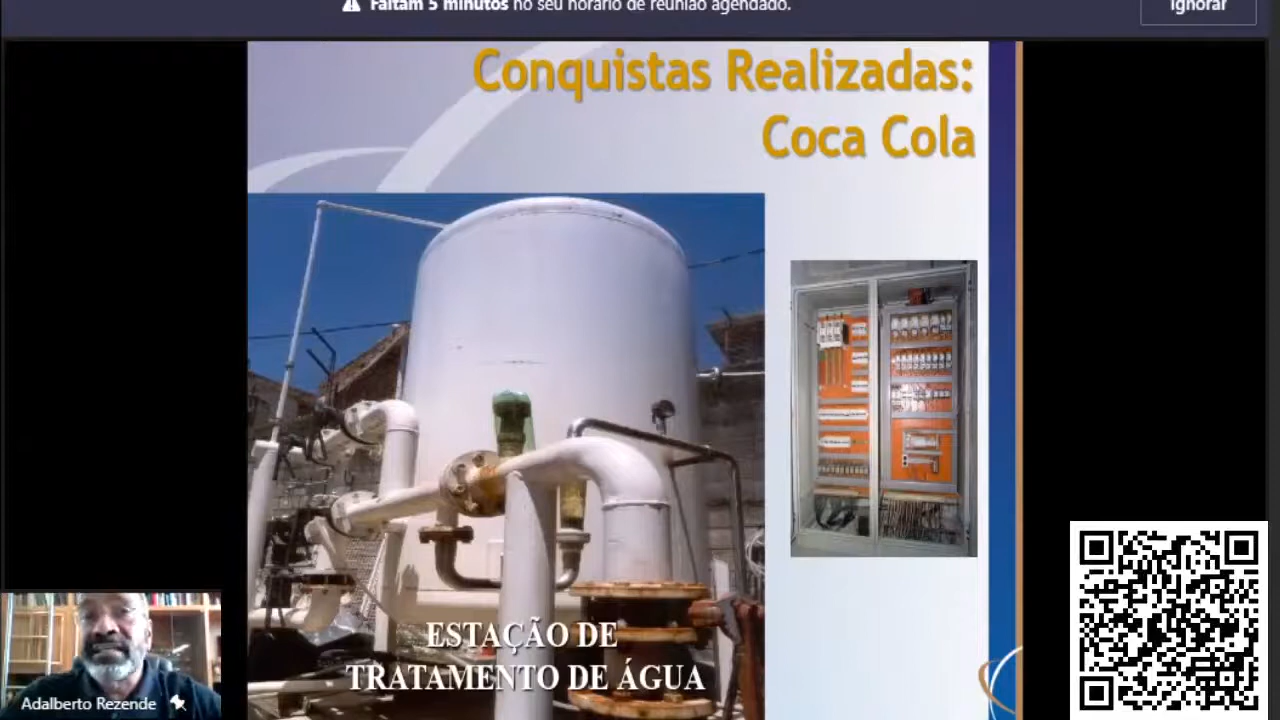 Faltam 5 minutos no seu horário de reunião agendado.
Ignorar
Conquistas Realizadas:
Coca Cola
ESTAÇÃO DE
TRATAMENTO DE ÁGUA
Adalberto Rezende